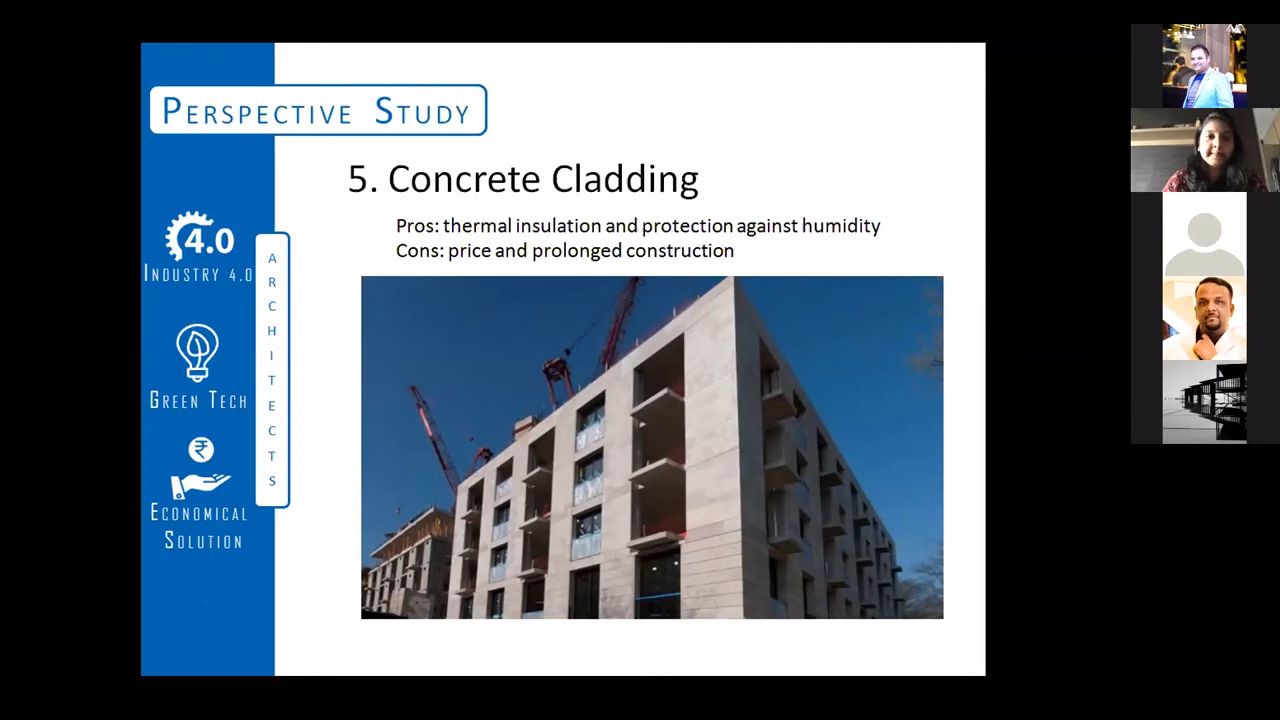 PERSPECTIVE STUDY
5. Concrete Cladding
Pros: thermal insulation and protection against humidity
Cons: price and prolonged construction
4.0
INDUSTRY 4.0
GREEN TECH
₹
ECONOMICAL
SOLUTION
ARCHITECTS